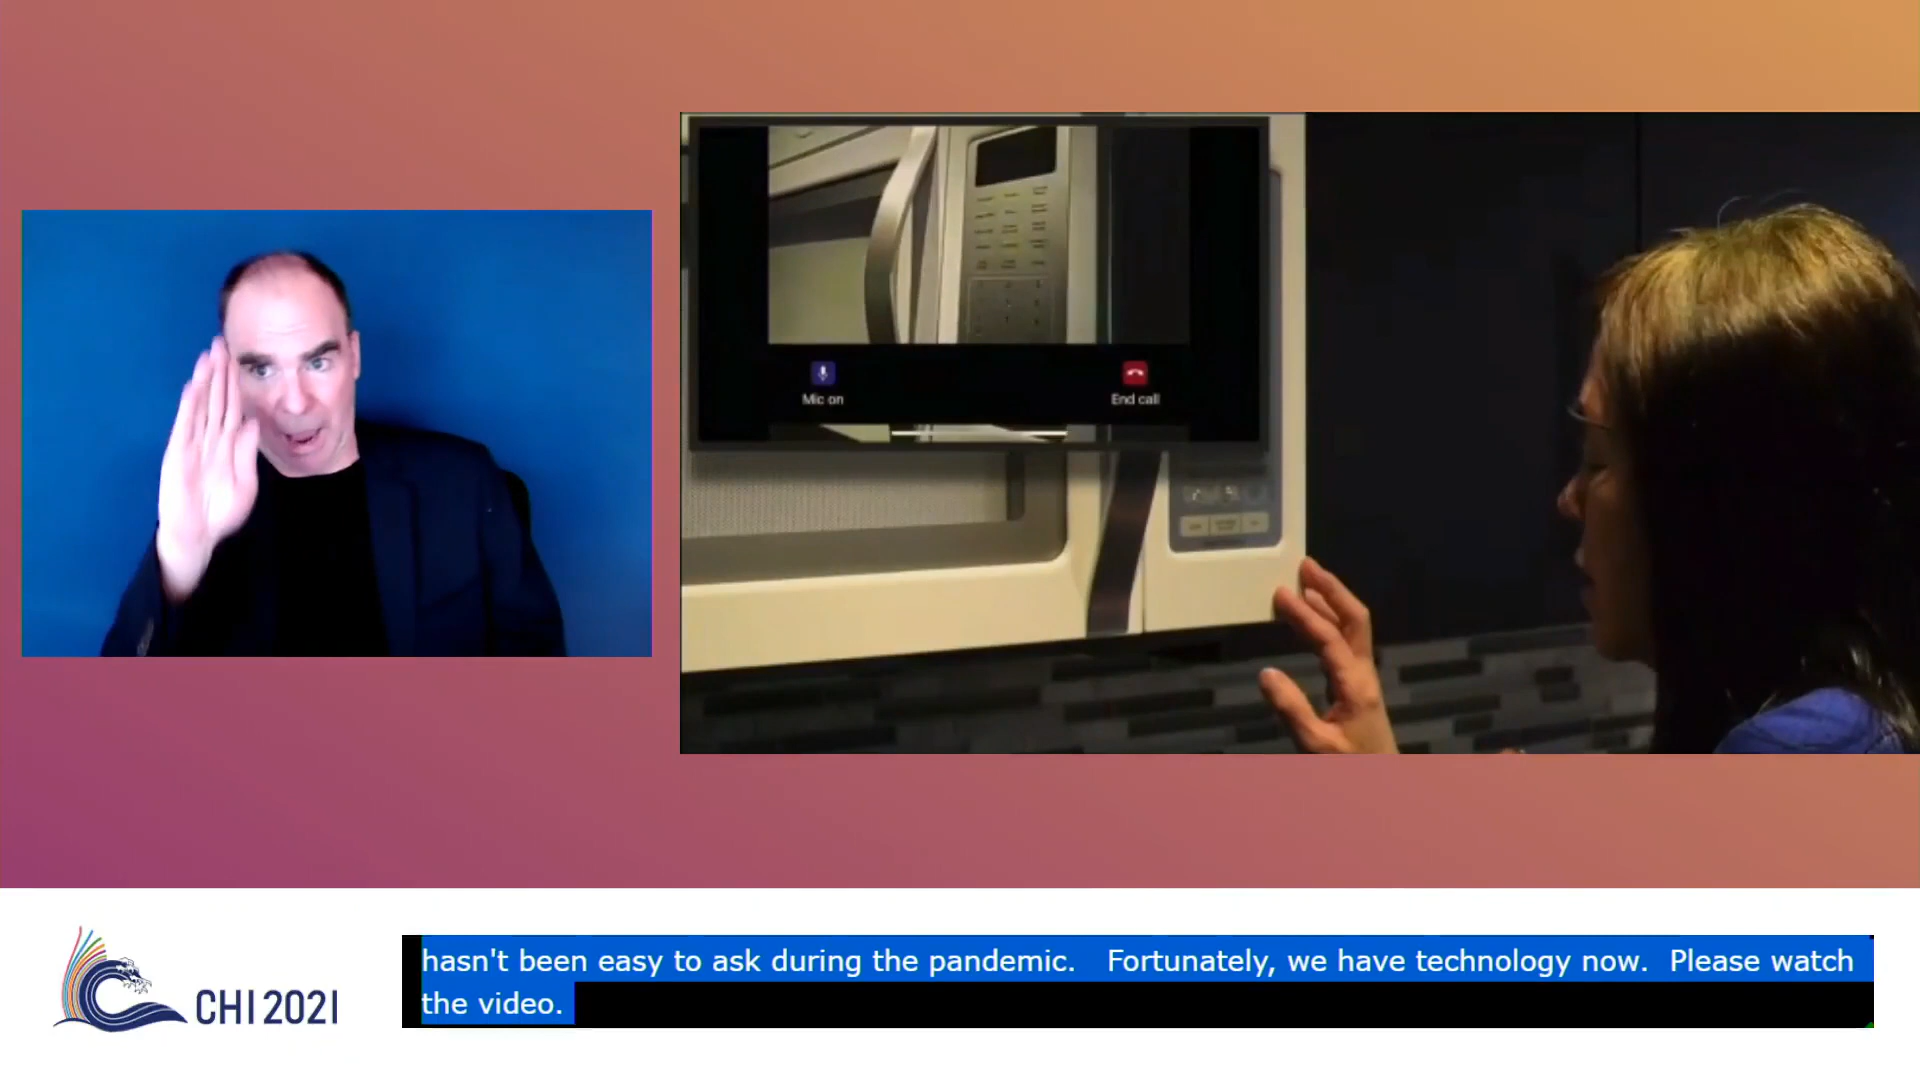 Mic on
End call
CHI 2021
hasn't been easy to ask during the pandemic. Fortunately, we have technology now. Please watch
the video.